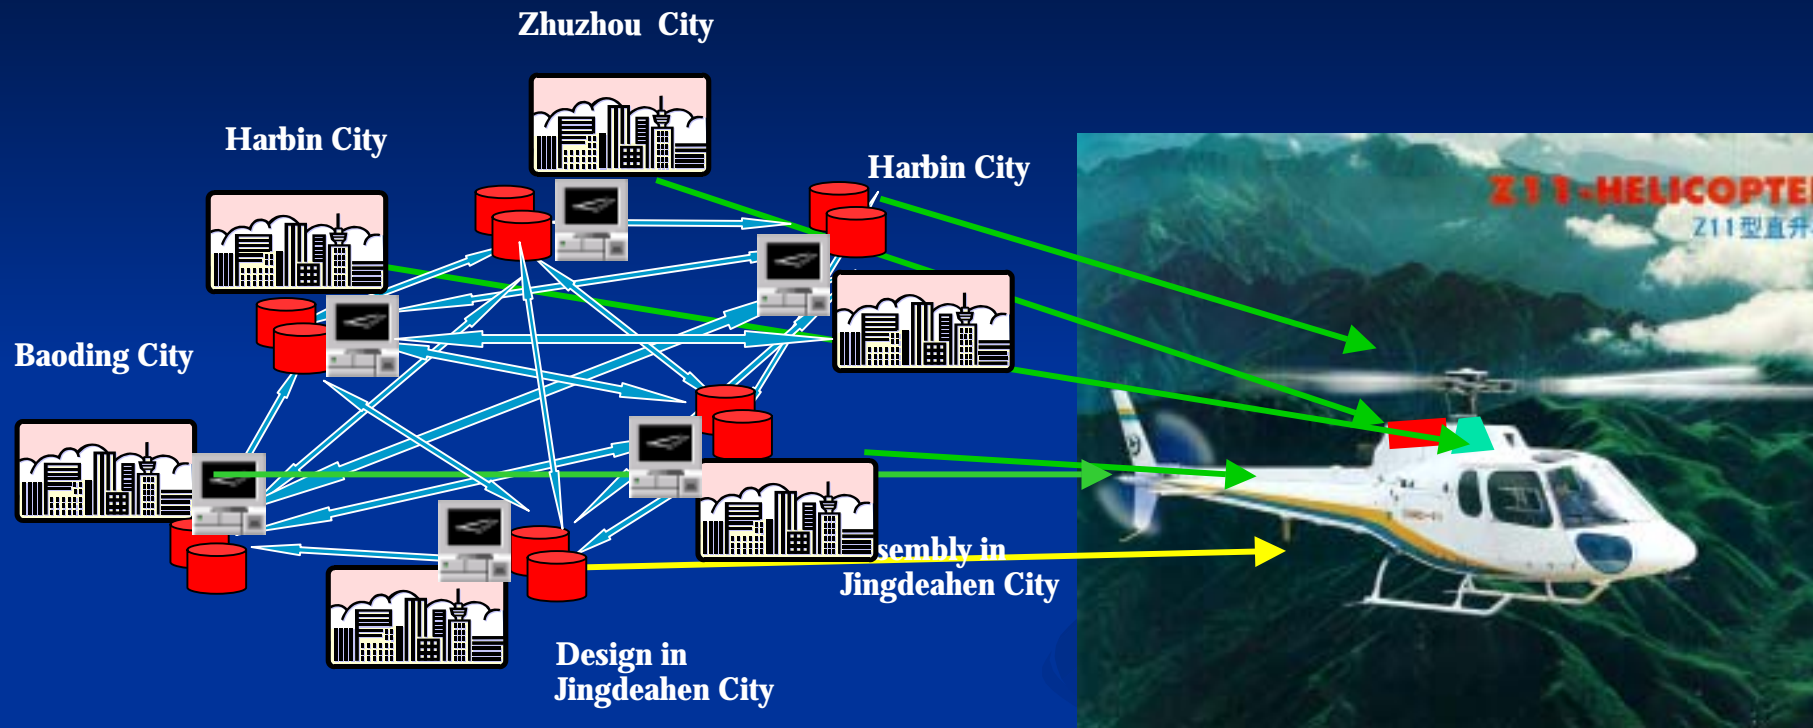 Zhuzhou City
Harbin City
Harbin City
Z11-HELICOPTE
Z11型直升
Baoding City
sembly in
Jingdeahen City
Design in
Jingdeahen City